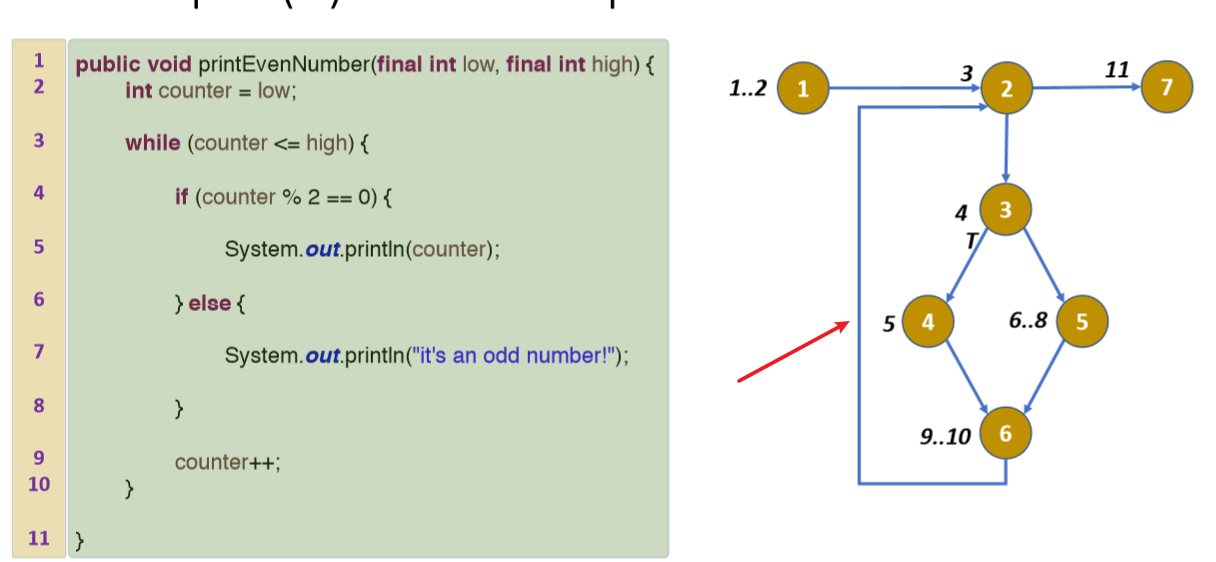 1 public void printEvenNumber(final int low, final int high) {
2 int counter = low;
3 while (counter <= high) {
4 if (counter % 2 == 0) {
5 System.out.println(counter);
6 } else {
7 System.out.println("it's an odd number!");
8 }
9 counter++;
10 }
11 }
1..2 1 3 2 11 7
4 3
T
5 4 6..8 5
9..10 6